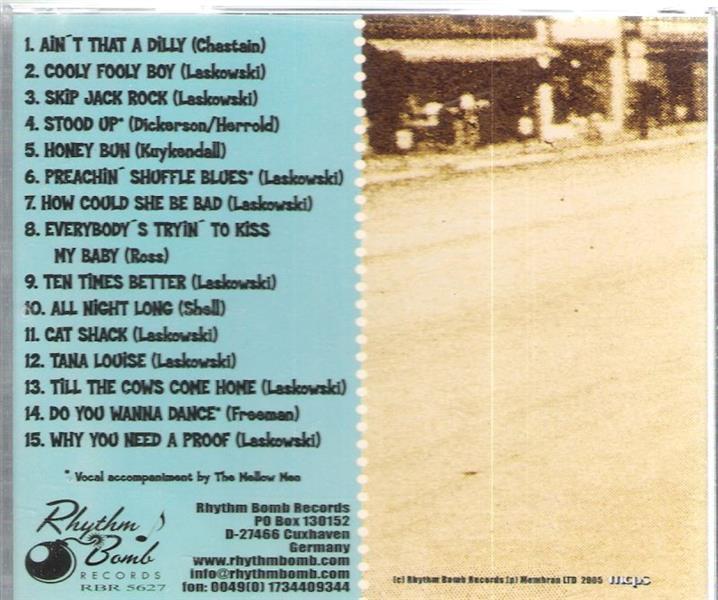 1. AIN´T THAT A DILLY (Chastain)
2. COOLY FOOLY BOY (Laskowski)
3. SKIP JACK ROCK (Laskowski)
4. STOOD UP* (Dickerson/Herrold)
5. HONEY BUN (Kuykendall)
6. PREACHIN´ SHUFFLE BLUES* (Laskowski)
7. HOW COULD SHE BE BAD (Laskowski)
8. EVERYBODY´S TRYIN´ TO KISS
MY BABY (Ross)
9. TEN TIMES BETTER (Laskowski)
10. ALL NIGHT LONG (Shell)
11. CAT SHACK (Laskowski)
12. TANA LOUISE (Laskowski)
13. TILL THE COWS COME HOME (Laskowski)
14. DO YOU WANNA DANCE* (Freeman)
15. WHY YOU NEED A PROOF (Laskowski)
* Vocal accompaniment by The Mellow Men
Rhythm
Bomb
RECORDS
RBR 5627
Rhythm Bomb Records
PO Box 130152
D-27466 Cuxhaven
Germany
www.rhythmbomb.com
info@rhythmbomb.com
fon: 0049(0) 1734409344
(c) Rhythm Bomb Records (p) Membran LTD 2005 mcps